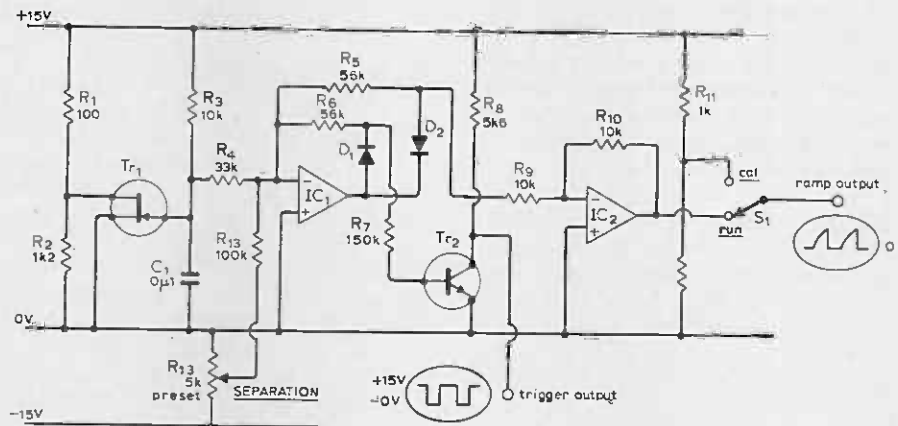 +15V
R1
100
R2
1k2
Tr1
R3
10k
C1
0µ1
R4
33k
R13
100k
R5
56k
R6
56k
D1
D2
IC1
R7
150k
Tr2
R8
5k6
R9
10k
R10
10k
IC2
R11
1k
cal
run
S1
ramp output
0V
R13
5k
preset
SEPARATION
+15V
-0V
trigger output
-15V